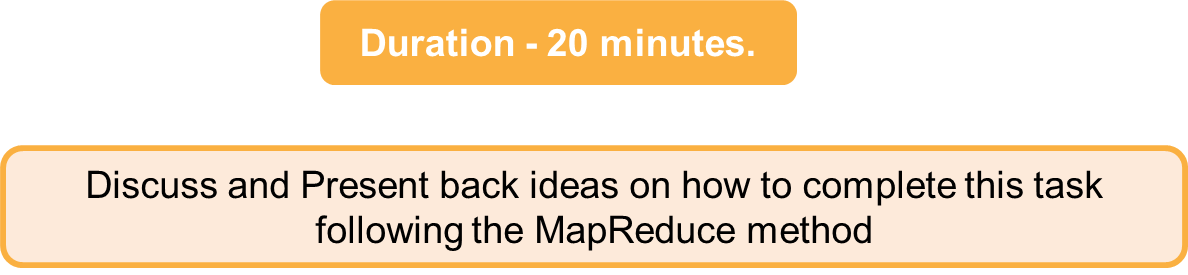 Duration - 20 minutes.
Discuss and Present back ideas on how to complete this task
following the MapReduce method